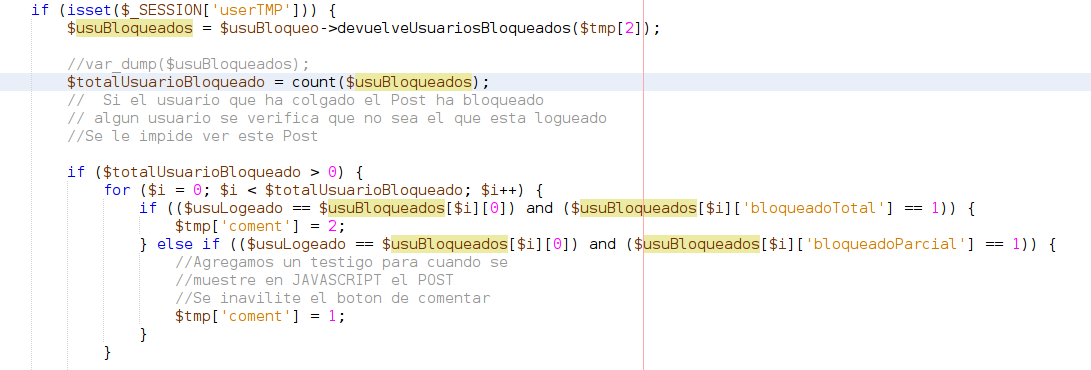 if (isset($_SESSION['userTMP'])) {
$usuBloqueados = $usuBloqueo->devuelveUsuariosBloqueados($tmp[2]);
//var_dump($usuBloqueados);
$totalUsuarioBloqueado = count($usuBloqueados);
//  Si el usuario que ha colgado el Post ha bloqueado
// algun usuario se verifica que no sea el que esta logueado
//Se le impide ver este Post
if ($totalUsuarioBloqueado > 0) {
for ($i = 0; $i < $totalUsuarioBloqueado; $i++) {
if (($usuLogeado == $usuBloqueados[$i][0]) and ($usuBloqueados[$i]['bloqueadoTotal'] == 1)) {
$tmp['coment'] = 2;
} else if (($usuLogeado == $usuBloqueados[$i][0]) and ($usuBloqueados[$i]['bloqueadoParcial'] == 1)) {
//Agregamos un testigo para cuando se
//muestre en JAVASCRIPT el POST
//Se inavilite el boton de comentar
$tmp['coment'] = 1;
}
}